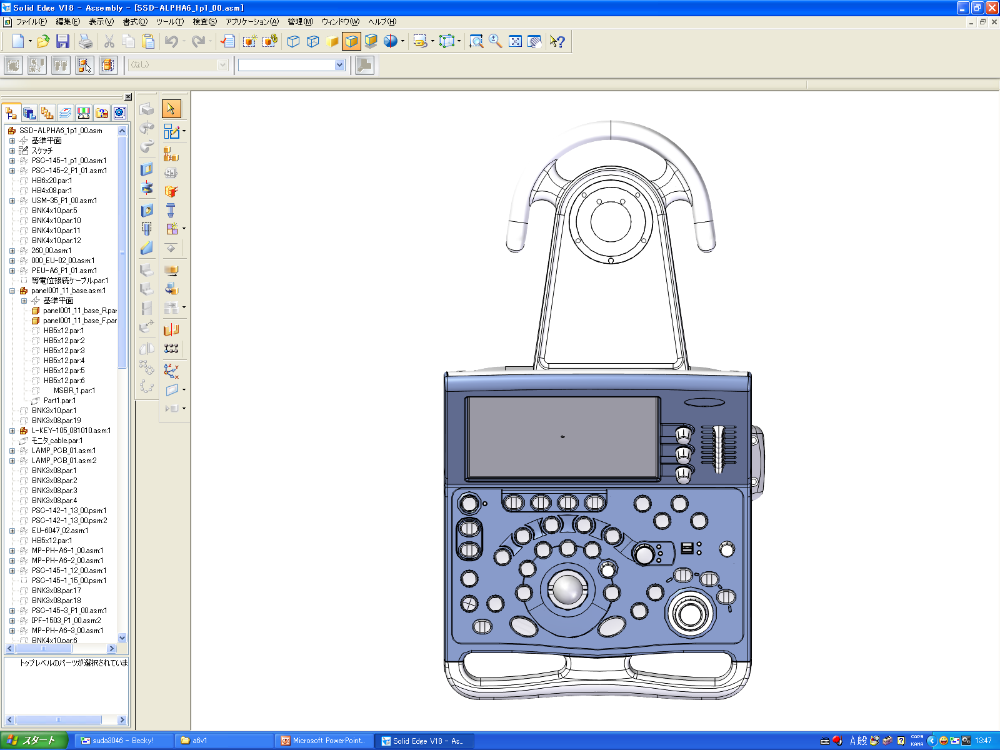 Solid Edge V18 - Assembly - [SSD-ALPHA6_1p1_00.asm]
ファイル(F) 編集(E) 表示(V) 書式(O) ツール(T) 検査(S) アプリケーション(A) 管理(M) ウィンドウ(W) ヘルプ(H)
(なし)
SSD-ALPHA6_1p1_00.asm
基準平面
スケッチ
PSC-145-1_p1_00.asm:1
PSC-145-2_P1_01.asm:1
HB6x20.par:1
HB4x08.par:1
USM-35_P1_00.asm:1
BNK4x10.par:5
BNK4x10.par:10
BNK4x10.par:11
BNK4x10.par:12
260_00.asm:1
000_EU-02_00.asm:1
PEU-A6_P1_01.asm:1
等電位接続ケーブル.par:1
panel001_11_base.asm:1
基準平面
panel001_11_base_R.par
panel001_11_base_F.par
HB5x12.par:1
HB5x12.par:2
HB5x12.par:3
HB5x12.par:4
HB5x12.par:5
HB5x12.par:6
MSBR_1.par:1
Part1.par:1
BNK3x10.par:1
BNK3x08.par:19
L-KEY-105_081010.asm:1
モニタ_cable.par:1
LAMP_PCB_01.asm:1
LAMP_PCB_01.asm:2
BNK3x08.par:1
BNK3x08.par:2
BNK3x08.par:3
BNK3x08.par:4
PSC-142-1_13_00.psm:1
PSC-142-1_13_00.psm:2
EU-6047_02.asm:1
HB5x12.par:1
MP-PH-A6-1_00.asm:1
MP-PH-A6-2_00.asm:1
PSC-145-1_12_00.asm:1
PSC-145-1_15_00.psm:1
BNK3x08.par:17
BNK3x08.par:18
PSC-145-3_P1_00.asm:1
IPF-1503_P1_00.asm:2
MP-PH-A6-3_00.asm:1
BNK4x10.par:6
トップレベルのパーツが選択されていま
スタート suda3046 - Becky! a6v1 Microsoft PowerPoint... Solid Edge V18 - As... A 般 CAPS KANA 13:47